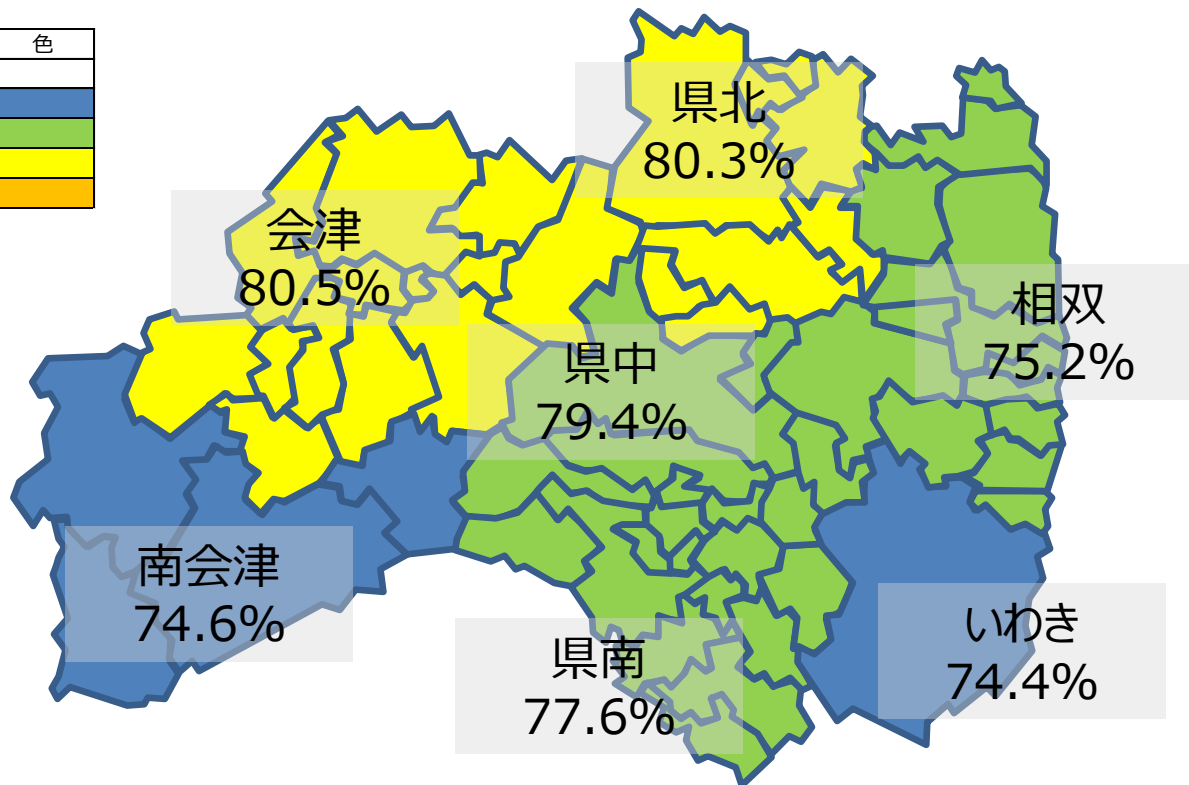 色
県北
80.3%
会津
80.5%
相双
75.2%
県中
79.4%
南会津
74.6%
いわき
74.4%
県南
77.6%